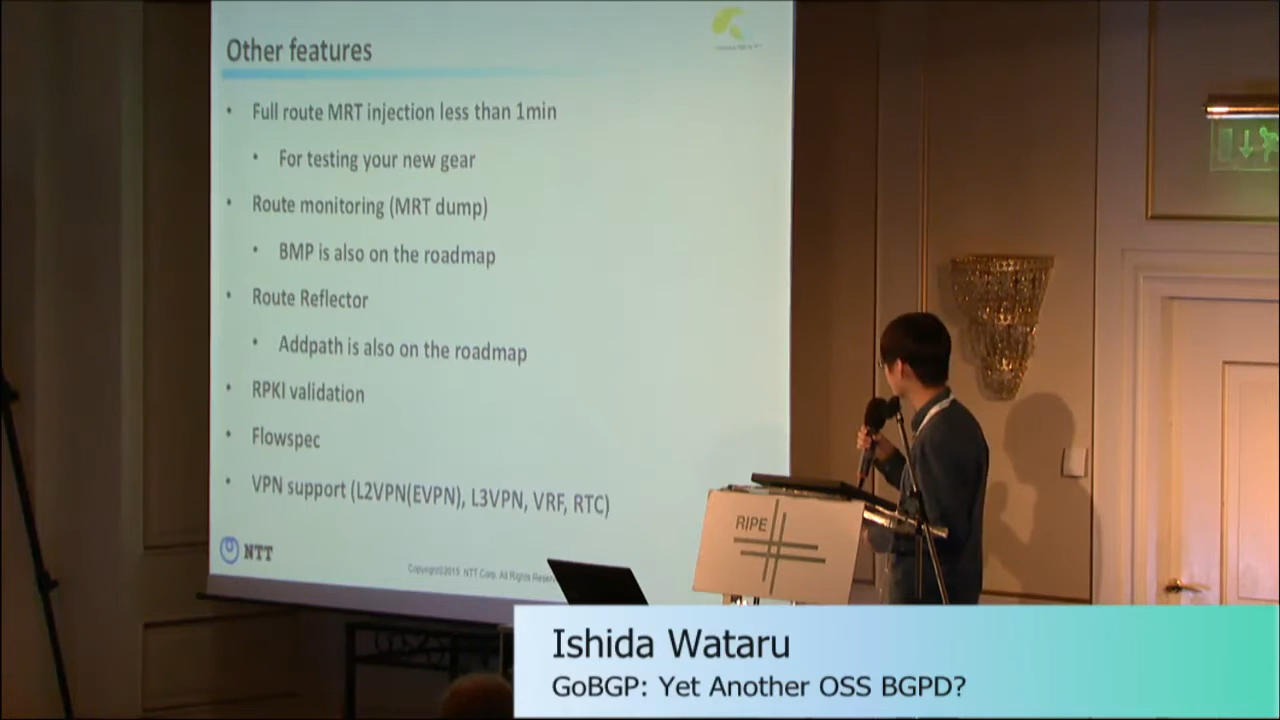 Other features
• Full route MRT injection less than 1min
• For testing your new gear
• Route monitoring (MRT dump)
• BMP is also on the roadmap
• Route Reflector
• Addpath is also on the roadmap
• RPKI validation
• Flowspec
• VPN support (L2VPN(EVPN), L3VPN, VRF, RTC)
NTT
Copyright©2015 NTT Corp. All Rights
RIPE
Ishida Wataru
GoBGP: Yet Another OSS BGPD?